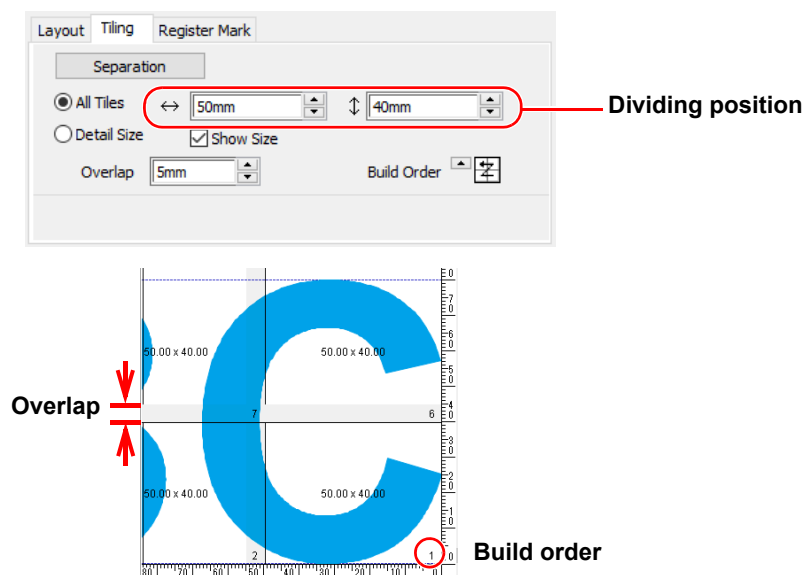 Layout Tiling Register Mark
Separation
All Tiles 50mm 40mm
Dividing position
Detail Size Show Size
Overlap 5mm Build Order
50.00 x 40.00 50.00 x 40.00
Overlap
7 6
50.00 x 40.00 50.00 x 40.00
2 1
Build order